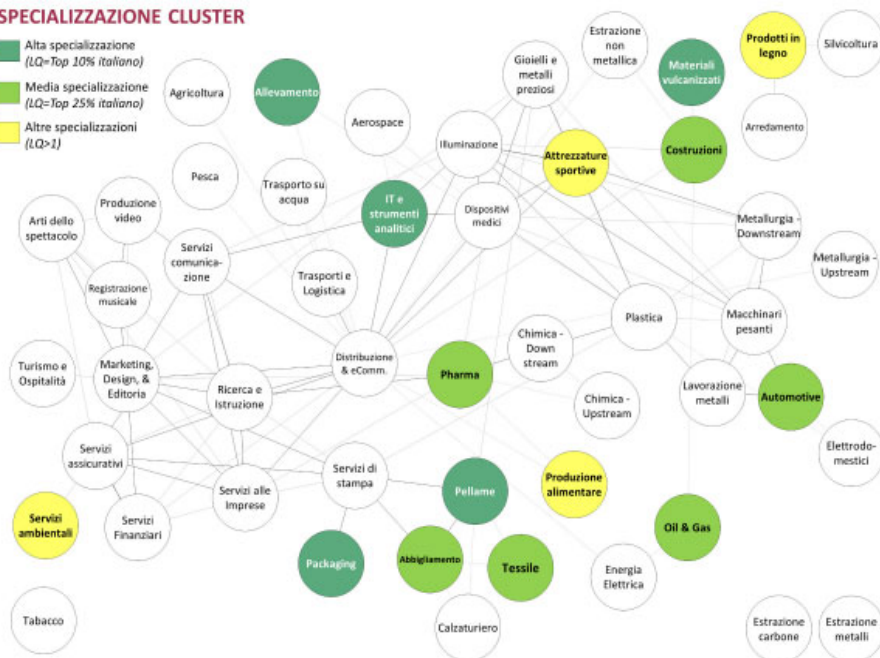 SPECIALIZZAZIONE CLUSTER
Alta specializzazione
(LQ=Top 10% italiano)
Media specializzazione
(LQ=Top 25% italiano)
Altre specializzazioni
(LQ>1)
Agricoltura
Allevamento
Aerospace
Gioielli e
metalli
preziosi
Estrazione
non
metallica
Materiali
vulcanizzati
Prodotti in
legno
Silvicoltura
Arredamento
Illuminazione
Attrezzature
sportive
Costruzioni
Pesca
Trasporto su
acqua
IT e
strumenti
analitici
Dispositivi
medici
Arti dello
spettacolo
Produzione
video
Servizi
comunica-
zione
Metallurgia -
Downstream
Metallurgia -
Upstream
Registrazione
musicale
Trasporti e
Logistica
Plastica
Macchinari
pesanti
Turismo e
Ospitalità
Marketing,
Design, &
Editoria
Ricerca e
Istruzione
Distribuzione
& eComm.
Pharma
Chimica -
Down
stream
Chimica -
Upstream
Lavorazione
metalli
Automotive
Elettrodo-
mestici
Servizi
assicurativi
Servizi alle
Imprese
Servizi di
stampa
Pellame
Produzione
alimentare
Oil & Gas
Servizi
ambientali
Servizi
Finanziari
Packaging
Abbigliamento
Tessile
Energia
Elettrica
Tabacco
Calzaturiero
Estrazione
carbone
Estrazione
metalli